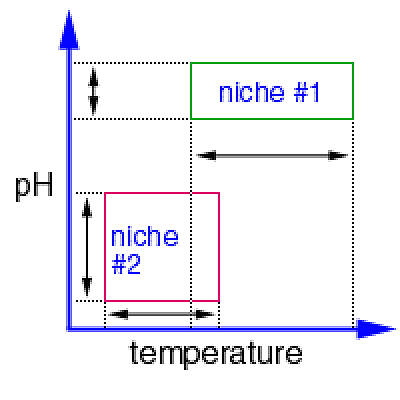 niche #1
pH
niche
#2
temperature